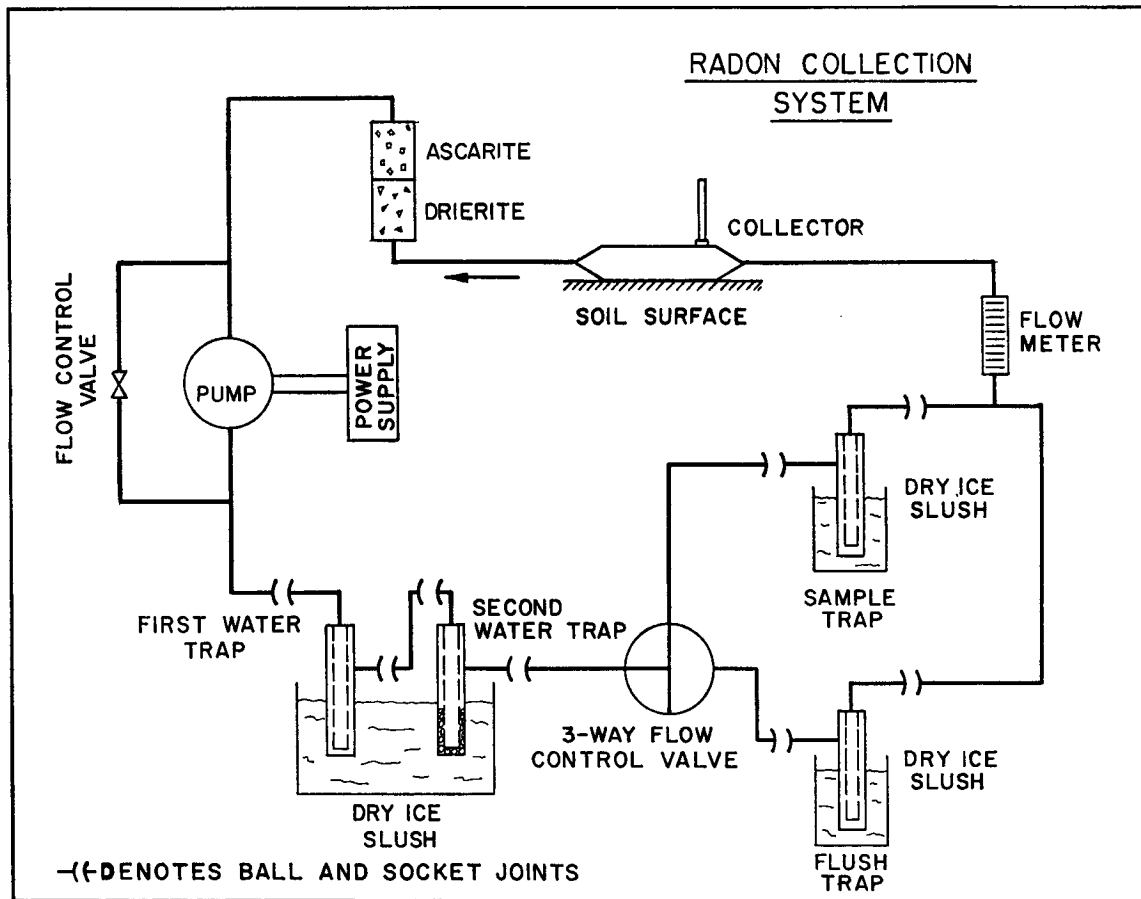 RADON COLLECTION
SYSTEM
ASCARITE
DRIERITE
COLLECTOR
SOIL SURFACE
FLOW
METER
FLOW CONTROL
VALVE
PUMP
POWER
SUPPLY
DRY ICE
SLUSH
SAMPLE
TRAP
FIRST WATER
TRAP
SECOND
WATER TRAP
3-WAY FLOW
CONTROL VALVE
DRY ICE
SLUSH
DRY ICE
SLUSH
FLUSH
TRAP
DENOTES BALL AND SOCKET JOINTS